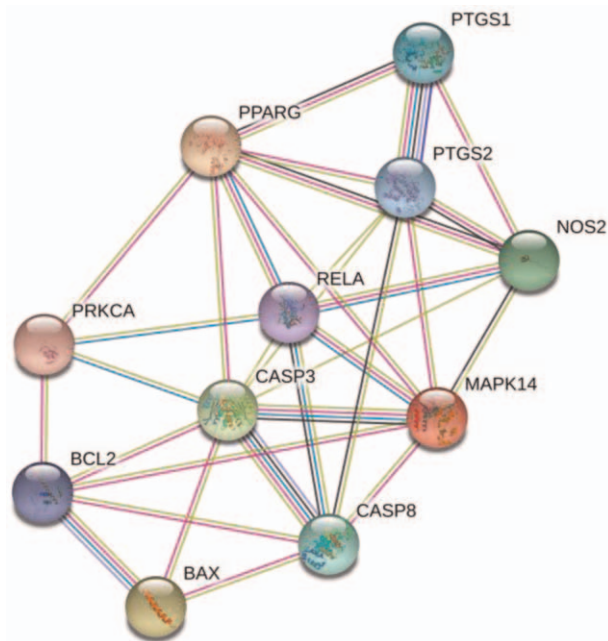 PTGS1
PPARG
PTGS2
NOS2
RELA
PRKCA
CASP3
MAPK14
BCL2
CASP8
BAX